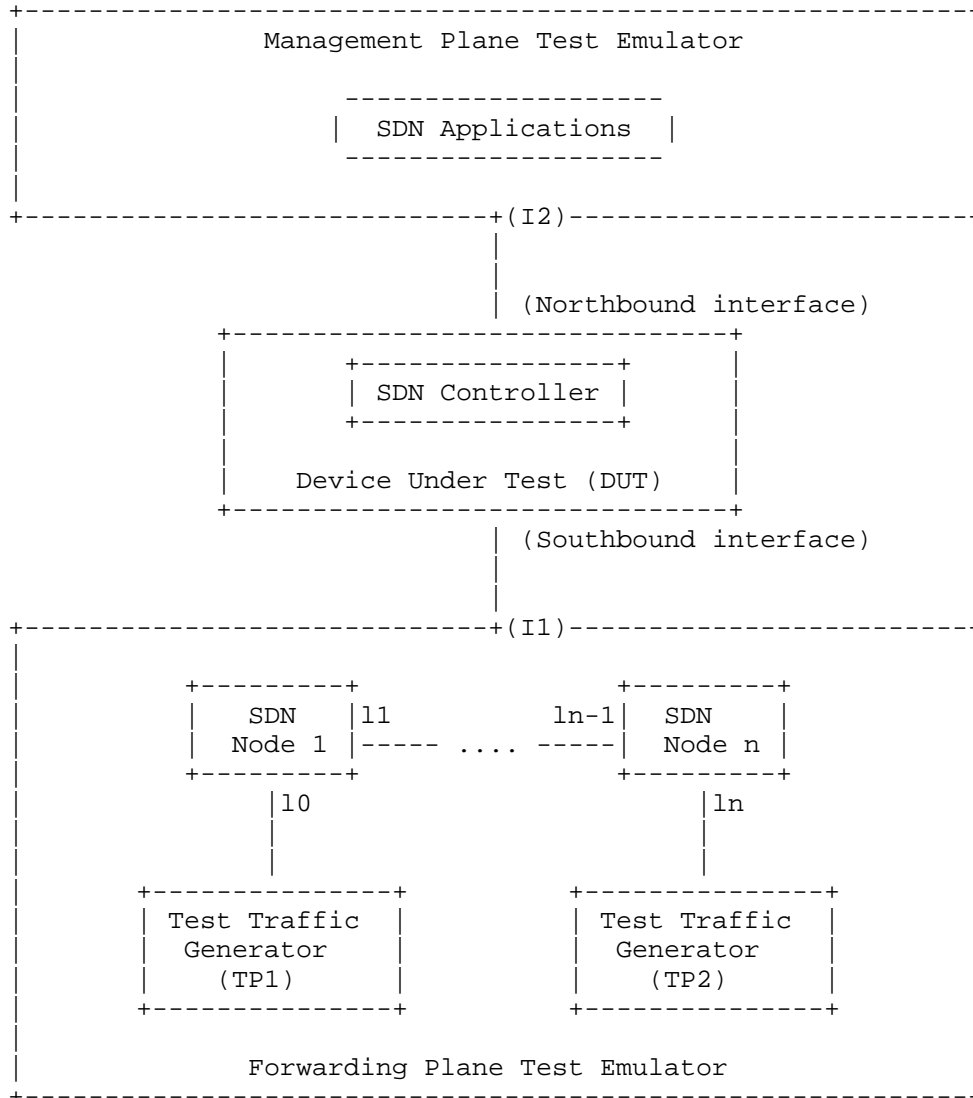 Management Plane Test Emulator
SDN Applications
(I2)
(Northbound interface)
SDN Controller
Device Under Test (DUT)
(Southbound interface)
(I1)
SDN l1 ln-1 SDN
Node 1 .... Node n
l0 ln
Test Traffic Test Traffic
Generator Generator
(TP1) (TP2)
Forwarding Plane Test Emulator